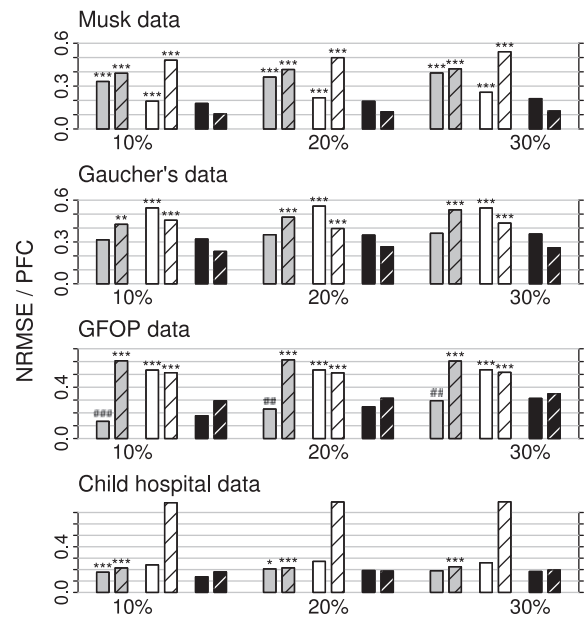 Musk data
0.6
0.3
0.0
*** *** *** *** *** *** *** *** *** *** *** ***
10% 20% 30%
Gaucher's data
0.6
0.3
0.0
** *** *** *** *** *** *** *** ***
10% 20% 30%
NRMSE / PFC
GFOP data
0.4
0.0
### *** *** *** ## *** *** *** ## *** *** ***
10% 20% 30%
Child hospital data
0.4
0.0
*** *** * *** ***
10% 20% 30%